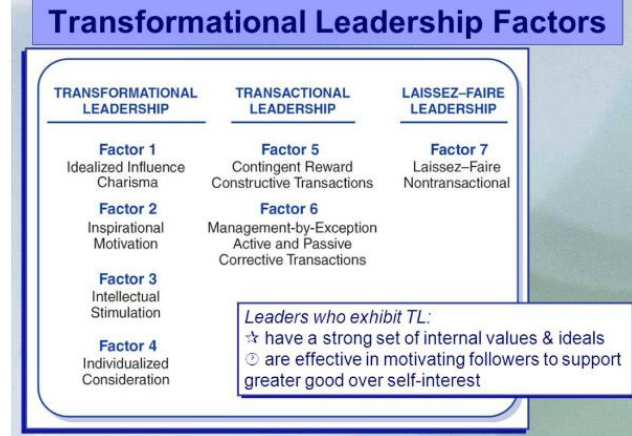 Transformational Leadership Factors
TRANSFORMATIONAL
LEADERSHIP
Factor 1
Idealized Influence
Charisma
Factor 2
Inspirational
Motivation
Factor 3
Intellectual
Stimulation
Factor 4
Individualized
Consideration
TRANSACTIONAL
LEADERSHIP
Factor 5
Contingent Reward
Constructive Transactions
Factor 6
Management-by-Exception
Active and Passive
Corrective Transactions
LAISSEZ–FAIRE
LEADERSHIP
Factor 7
Laissez–Faire
Nontransactional
Leaders who exhibit TL:
have a strong set of internal values & ideals
are effective in motivating followers to support
greater good over self-interest